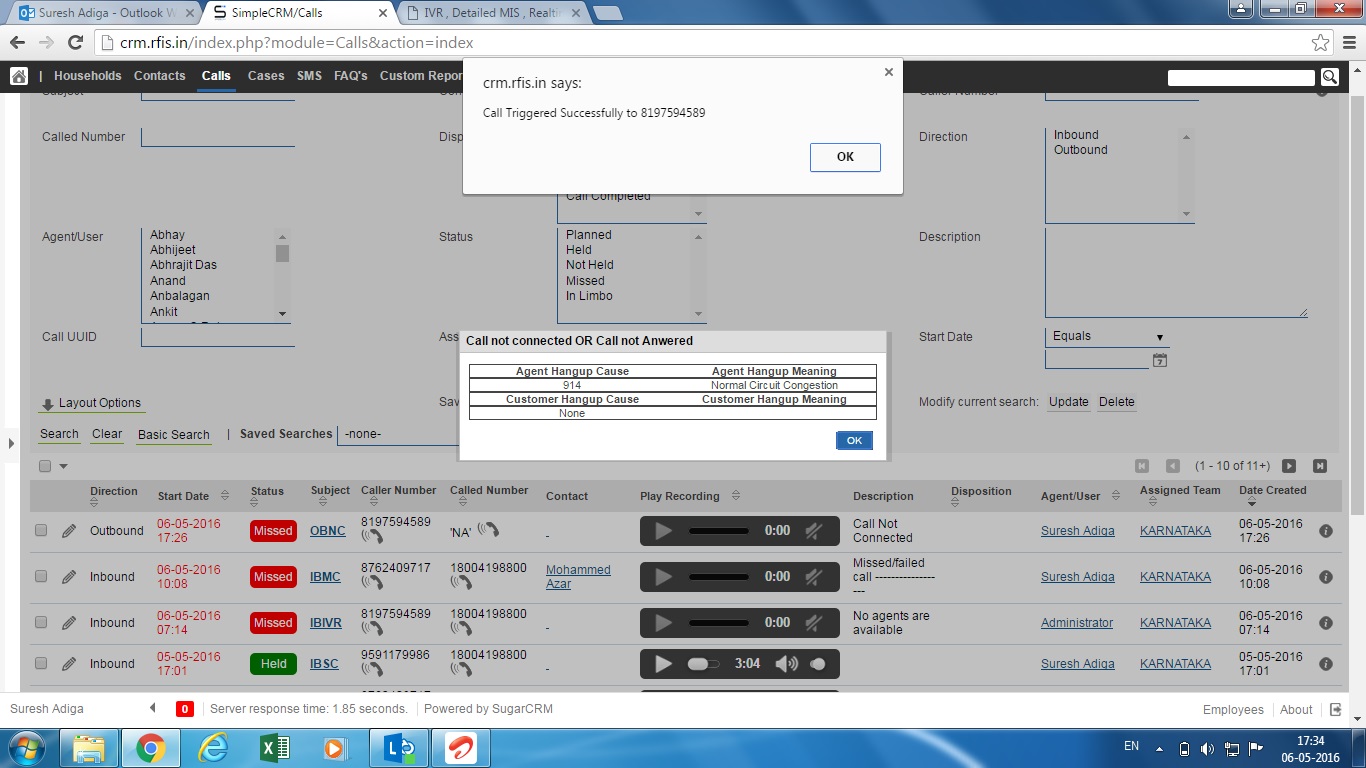 Suresh Adiga - Outlook W
SimpleCRM/Calls
IVR , Detailed MIS , Realti
crm.rfis.in/index.php?module=Calls&action=index
| Households Contacts Calls Cases SMS FAQ's Custom Repor
crm.rfis.in says:
Call Triggered Successfully to 8197594589
OK
Subject
Caller Number
Called Number
Disp
Direction
Inbound
Outbound
Call Completed
Agent/User
Abhay
Abhijeet
Abhrajit Das
Anand
Anbalagan
Ankit
Status
Planned
Held
Not Held
Missed
In Limbo
Description
Call UUID
Ass
Start Date
Equals
Call not connected OR Call not Anwered
Agent Hangup Cause Agent Hangup Meaning
914 Normal Circuit Congestion
Customer Hangup Cause Customer Hangup Meaning
None
OK
Layout Options
Sav
Modify current search: Update Delete
Search Clear Basic Search | Saved Searches -none-
(1 - 10 of 11+)
Direction Start Date Status Subject Caller Number Called Number Contact Play Recording Description Disposition Agent/User Assigned Team Date Created
Outbound 06-05-2016 17:26 Missed OBNC 8197594589 'NA' - 0:00 Call Not Connected Suresh Adiga KARNATAKA 06-05-2016 17:26
Inbound 06-05-2016 10:08 Missed IBMC 8762409717 18004198800 Mohammed Azar 0:00 Missed/failed call ------------------ Suresh Adiga KARNATAKA 06-05-2016 10:08
Inbound 06-05-2016 07:14 Missed IBIVR 8197594589 18004198800 - 0:00 No agents are available Administrator KARNATAKA 06-05-2016 07:14
Inbound 05-05-2016 17:01 Held IBSC 9591179986 18004198800 - 3:04 Suresh Adiga KARNATAKA 05-05-2016 17:01
Suresh Adiga 0 Server response time: 1.85 seconds. Powered by SugarCRM Employees About
EN
17:34
06-05-2016